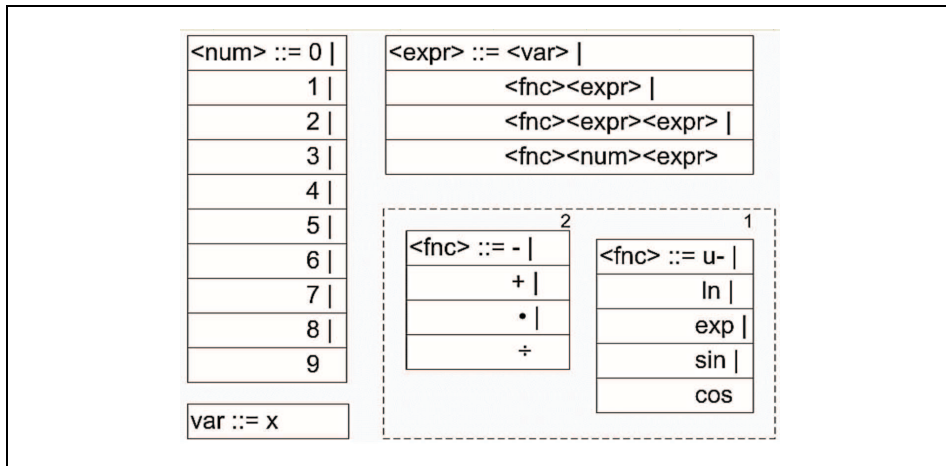 <num> ::= 0 |
1 |
2 |
3 |
4 |
5 |
6 |
7 |
8 |
9
var ::= x
<expr> ::= <var> |
<fnc><expr> |
<fnc><expr><expr> |
<fnc><num><expr>
2
<fnc> ::= - |
+ |
• |
÷
1
<fnc> ::= u- |
ln |
exp |
sin |
cos